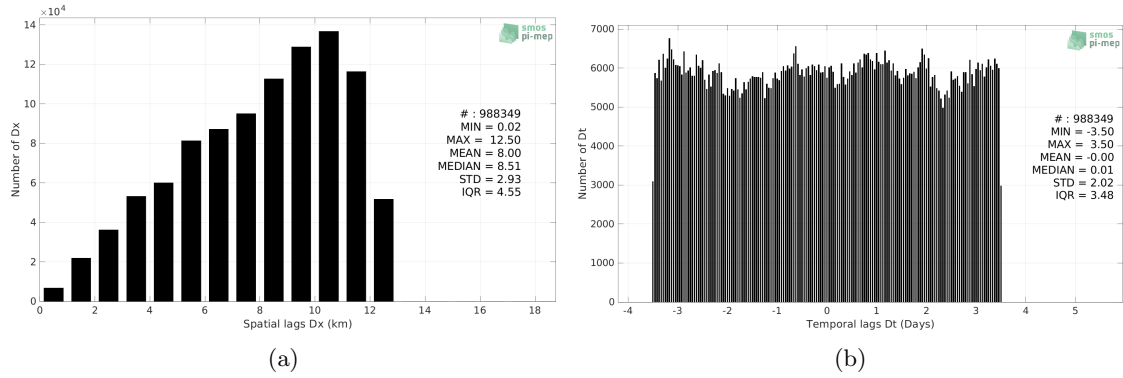 ×10⁴
14
12
10
8
6
4
2
0
Number of Dx
0 2 4 6 8 10 12 14 16 18
Spatial lags Dx (km)
smos
pi-mep
# : 988349
MIN = 0.02
MAX = 12.50
MEAN = 8.00
MEDIAN = 8.51
STD = 2.93
IQR = 4.55
(a)
7000
6000
5000
4000
3000
2000
1000
0
Number of Dt
-4 -3 -2 -1 0 1 2 3 4 5
Temporal lags Dt (Days)
smos
pi-mep
# : 988349
MIN = -3.50
MAX = 3.50
MEAN = -0.00
MEDIAN = 0.01
STD = 2.02
IQR = 3.48
(b)